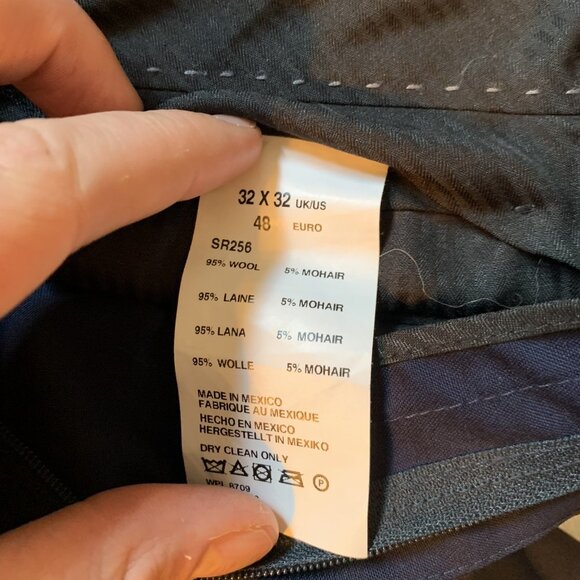 32 X 32 UK/US
48 EURO
SR256
95% WOOL 5% MOHAIR
95% LAINE 5% MOHAIR
95% LANA 5% MOHAIR
95% WOLLE 5% MOHAIR
MADE IN MEXICO
FABRIQUE AU MEXIQUE
HECHO EN MEXICO
HERGESTELLT IN MEXIKO
DRY CLEAN ONLY
P
WPL 8709